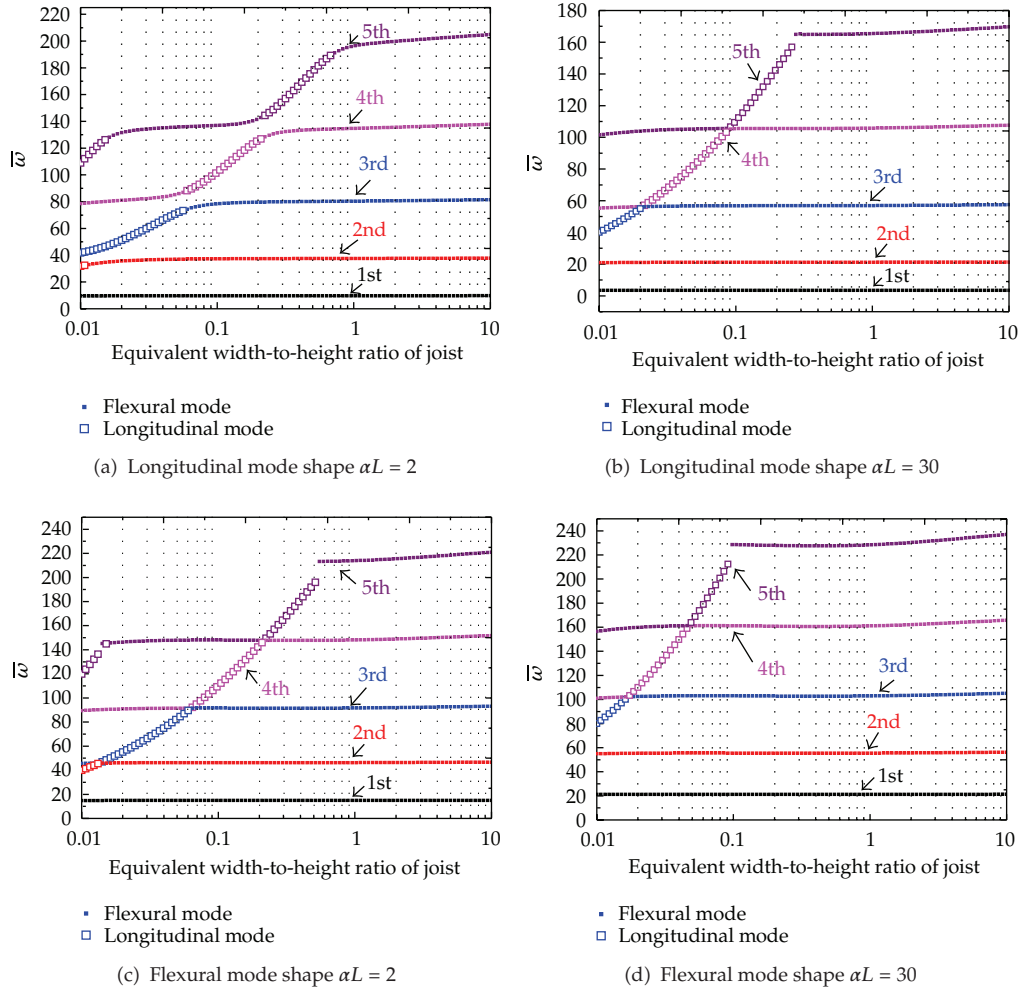 240
220
200
180
160
140
120
100
80
60
40
20
0
ω̅
5th
4th
3rd
2nd
1st
0.01 0.1 1 10
Equivalent width-to-height ratio of joist
Flexural mode
Longitudinal mode
(a) Longitudinal mode shape αL = 2
180
160
140
120
100
80
60
40
20
0
ω̅
5th
4th
3rd
2nd
1st
0.01 0.1 1 10
Equivalent width-to-height ratio of joist
Flexural mode
Longitudinal mode
(b) Longitudinal mode shape αL = 30
240
220
200
180
160
140
120
100
80
60
40
20
0
ω̅
5th
4th
3rd
2nd
1st
0.01 0.1 1 10
Equivalent width-to-height ratio of joist
Flexural mode
Longitudinal mode
(c) Flexural mode shape αL = 2
240
220
200
180
160
140
120
100
80
60
40
20
0
ω̅
5th
4th
3rd
2nd
1st
0.01 0.1 1 10
Equivalent width-to-height ratio of joist
Flexural mode
Longitudinal mode
(d) Flexural mode shape αL = 30